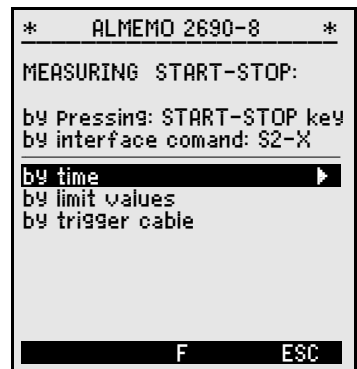 * ALMEMO 2690-8 *
MEASURING START-STOP:
by Pressing: START-STOP key
by interface comand: S2-X
by time ▶
by limit values
by trigger cable
F ESC